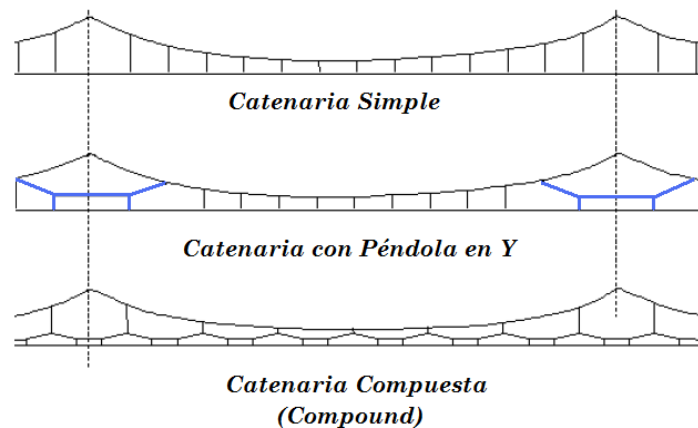 Catenaria Simple
Catenaria con Péndola en Y
Catenaria Compuesta
(Compound)